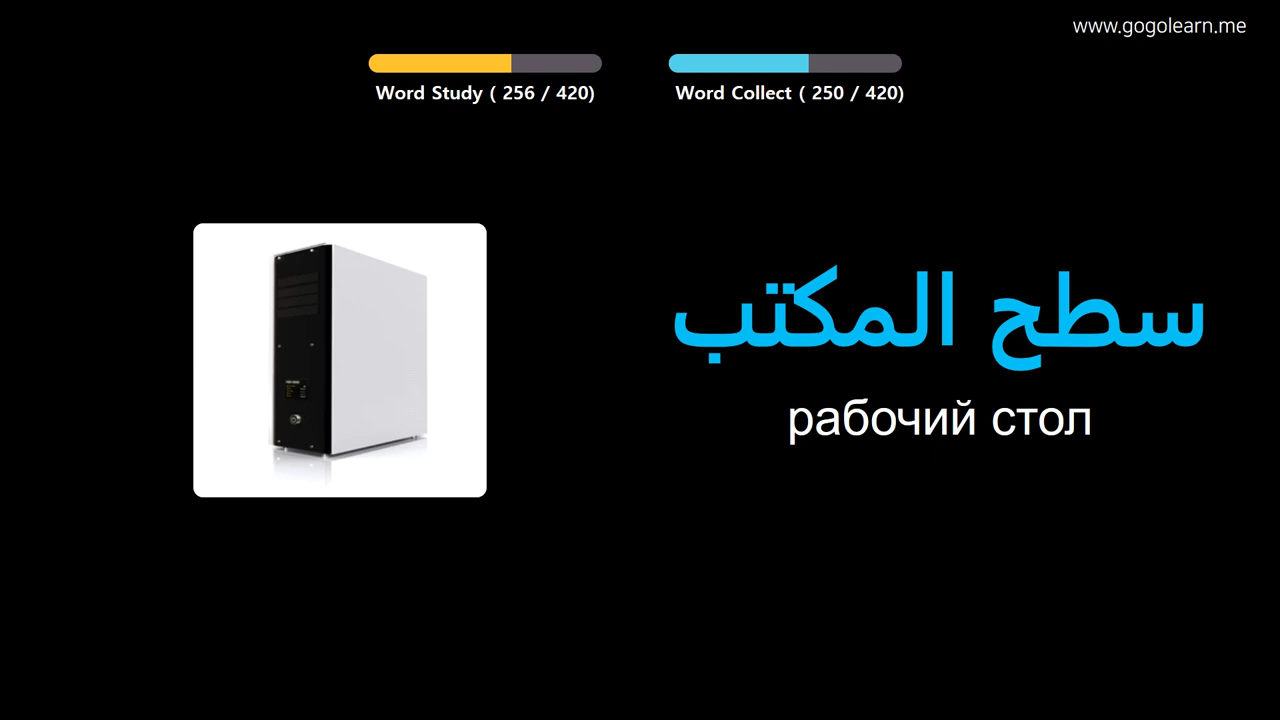 www.gogolearn.me
Word Study ( 256 / 420)
Word Collect ( 250 / 420)
سطح المكتب
рабочий стол